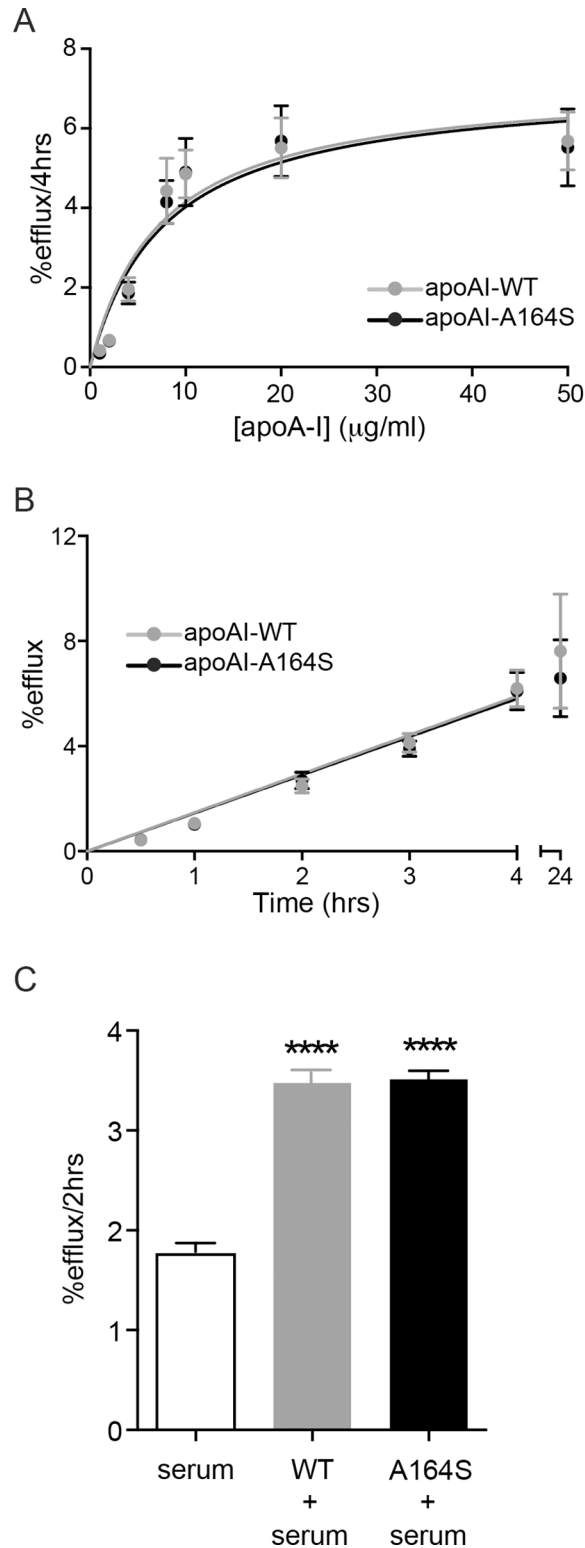 A
8
6
4
2
0
%efflux/4hrs
apoAI-WT
apoAI-A164S
0 10 20 30 40 50
[apoA-I] (μg/ml)
B
12
8
4
0
%efflux
apoAI-WT
apoAI-A164S
0 1 2 3 4 24
Time (hrs)
C
4
3
2
1
0
%efflux/2hrs
**** ****
serum WT A164S
+ +
serum serum